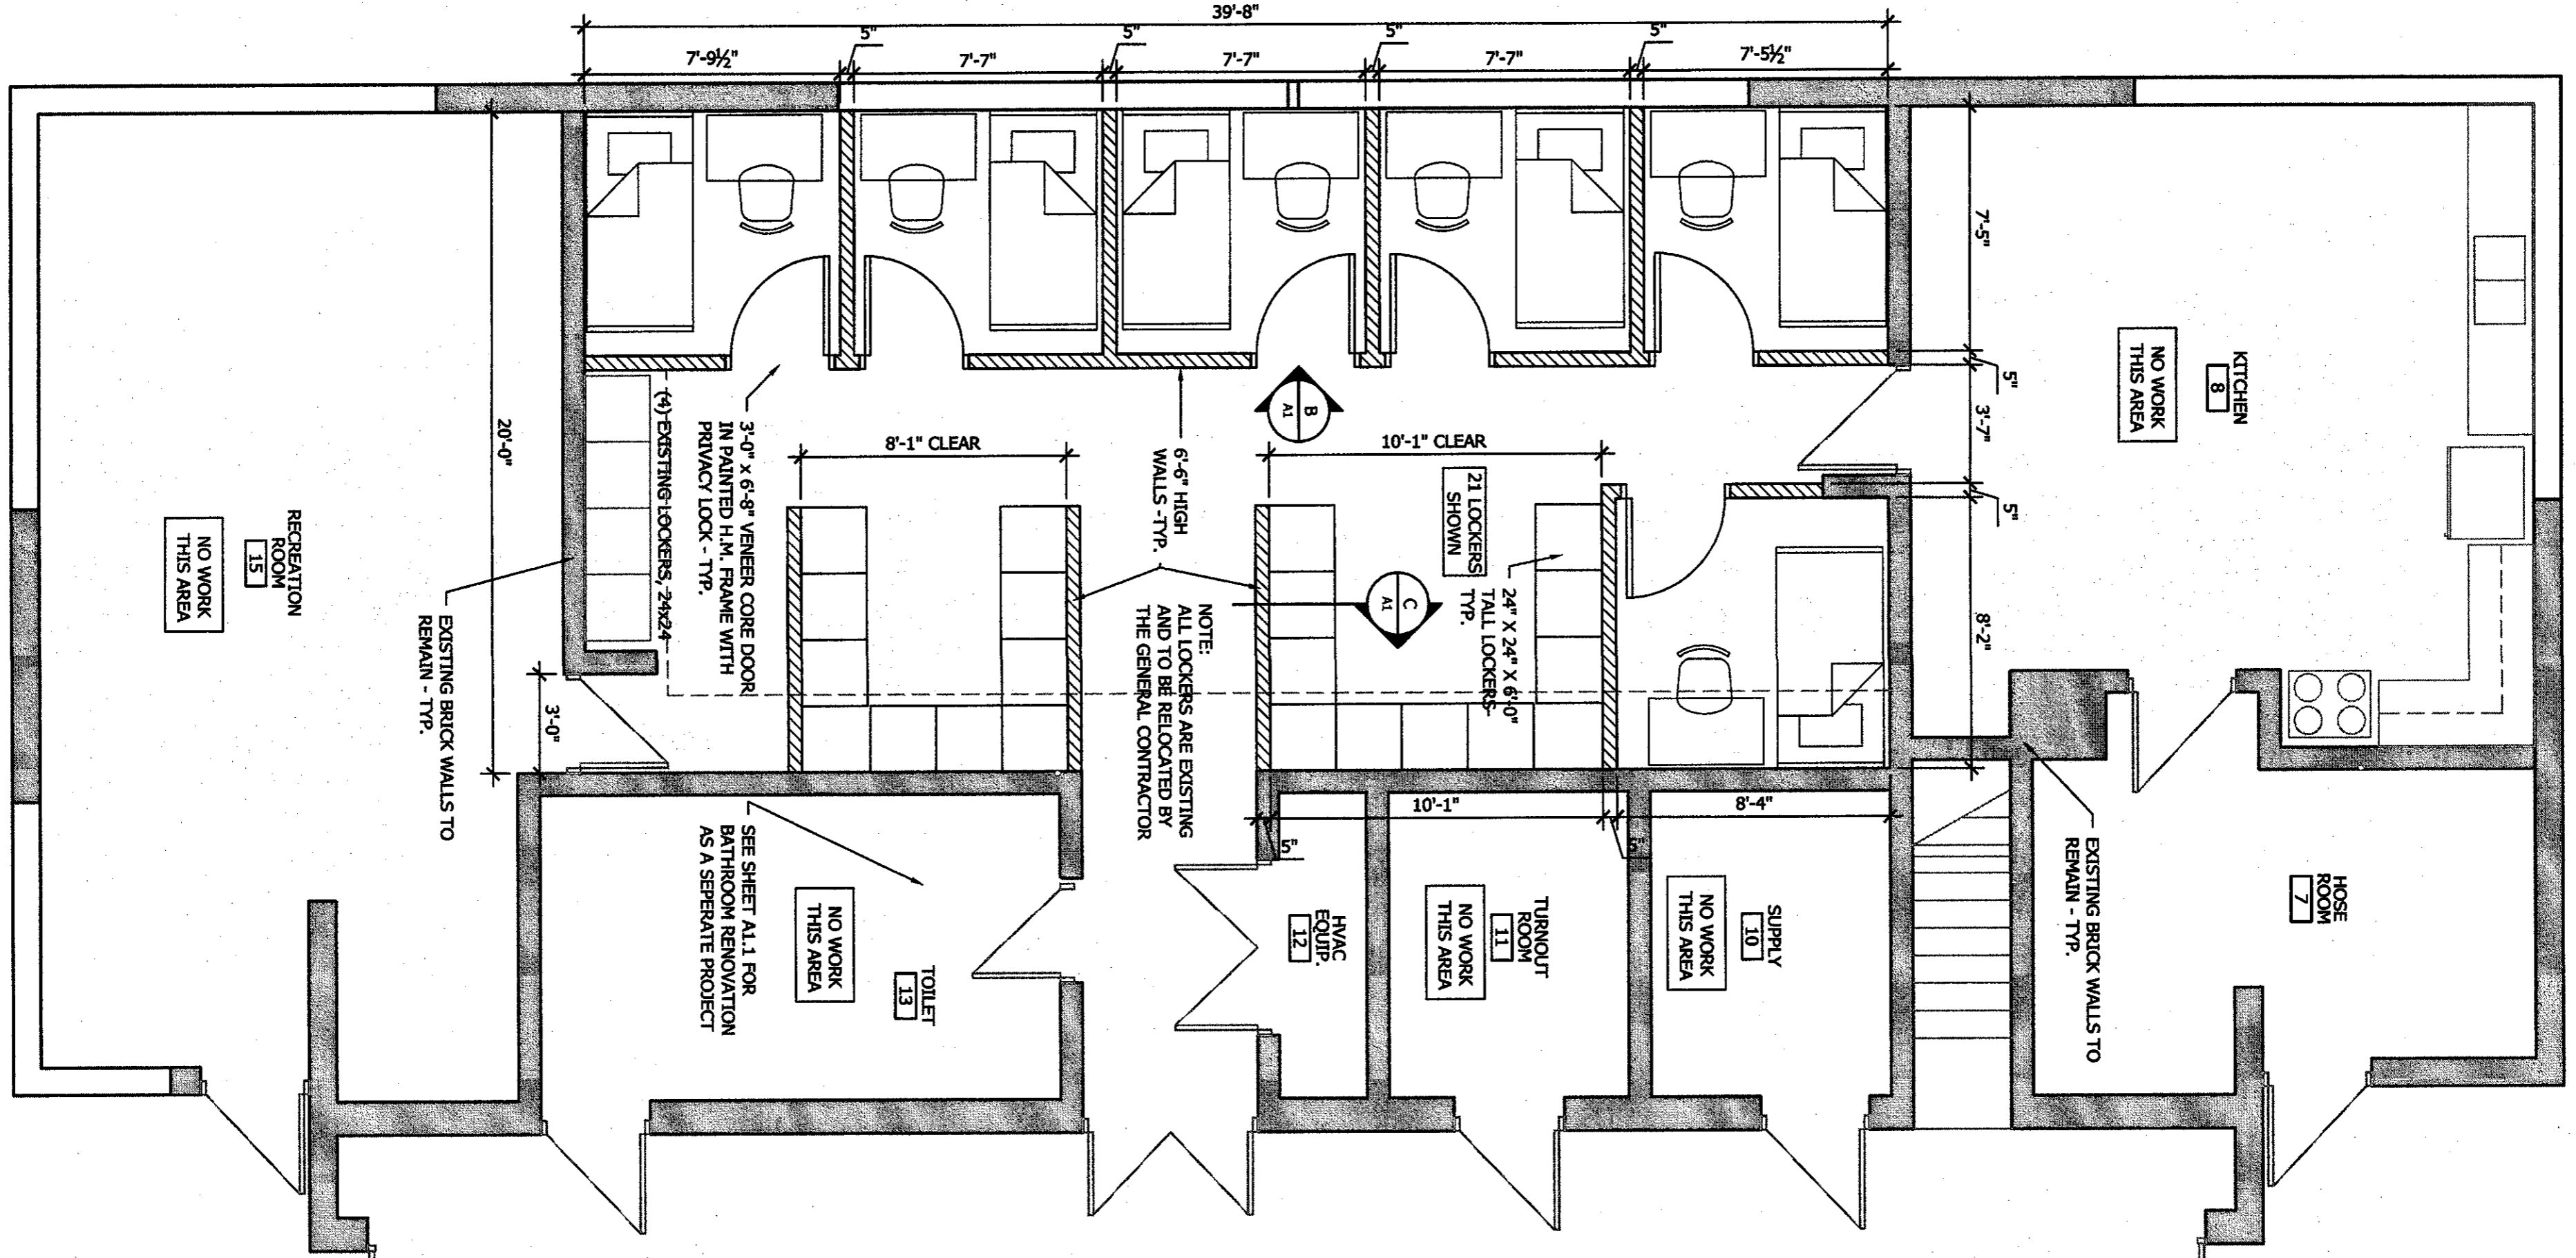 39'-8"
7'-9½"
5"
7'-7"
5"
7'-7"
5"
7'-7"
5"
7'-5½"
7'-5"
5"
3'-7"
5"
8'-2"
KITCHEN
8
NO WORK
THIS AREA
20'-0"
(4) EXISTING LOCKERS, 24x24
3'-0" x 6'-8" VENEER CORE DOOR
IN PAINTED H.M. FRAME WITH
PRIVACY LOCK - TYP.
8'-1" CLEAR
6'-6" HIGH
WALLS -TYP.
B
A1
10'-1" CLEAR
21 LOCKERS
SHOWN
24" X 24" X 6'-0"
TALL LOCKERS-
TYP.
C
A1
NOTE:
ALL LOCKERS ARE EXISTING
AND TO BE RELOCATED BY
THE GENERAL CONTRACTOR
RECREATION
ROOM
15
NO WORK
THIS AREA
EXISTING BRICK WALLS TO
REMAIN - TYP.
3'-0"
SEE SHEET A1.1 FOR
BATHROOM RENOVATION
AS A SEPERATE PROJECT
NO WORK
THIS AREA
TOILET
13
5"
10'-1"
5"
8'-4"
HVAC
EQUIP.
12
TURNOUT
ROOM
11
NO WORK
THIS AREA
SUPPLY
10
NO WORK
THIS AREA
EXISTING BRICK WALLS TO
REMAIN - TYP.
HOSE
ROOM
7